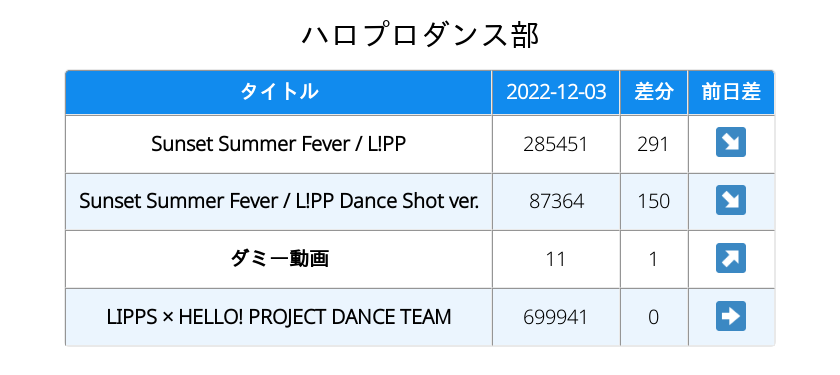 ハロプロダンス部
タイトル 2022-12-03 差分 前日差
Sunset Summer Fever / L!PP 285451 291 ↘
Sunset Summer Fever / L!PP Dance Shot ver. 87364 150 ↘
ダミー動画 11 1 ↗
LIPPS × HELLO! PROJECT DANCE TEAM 699941 0 ➡